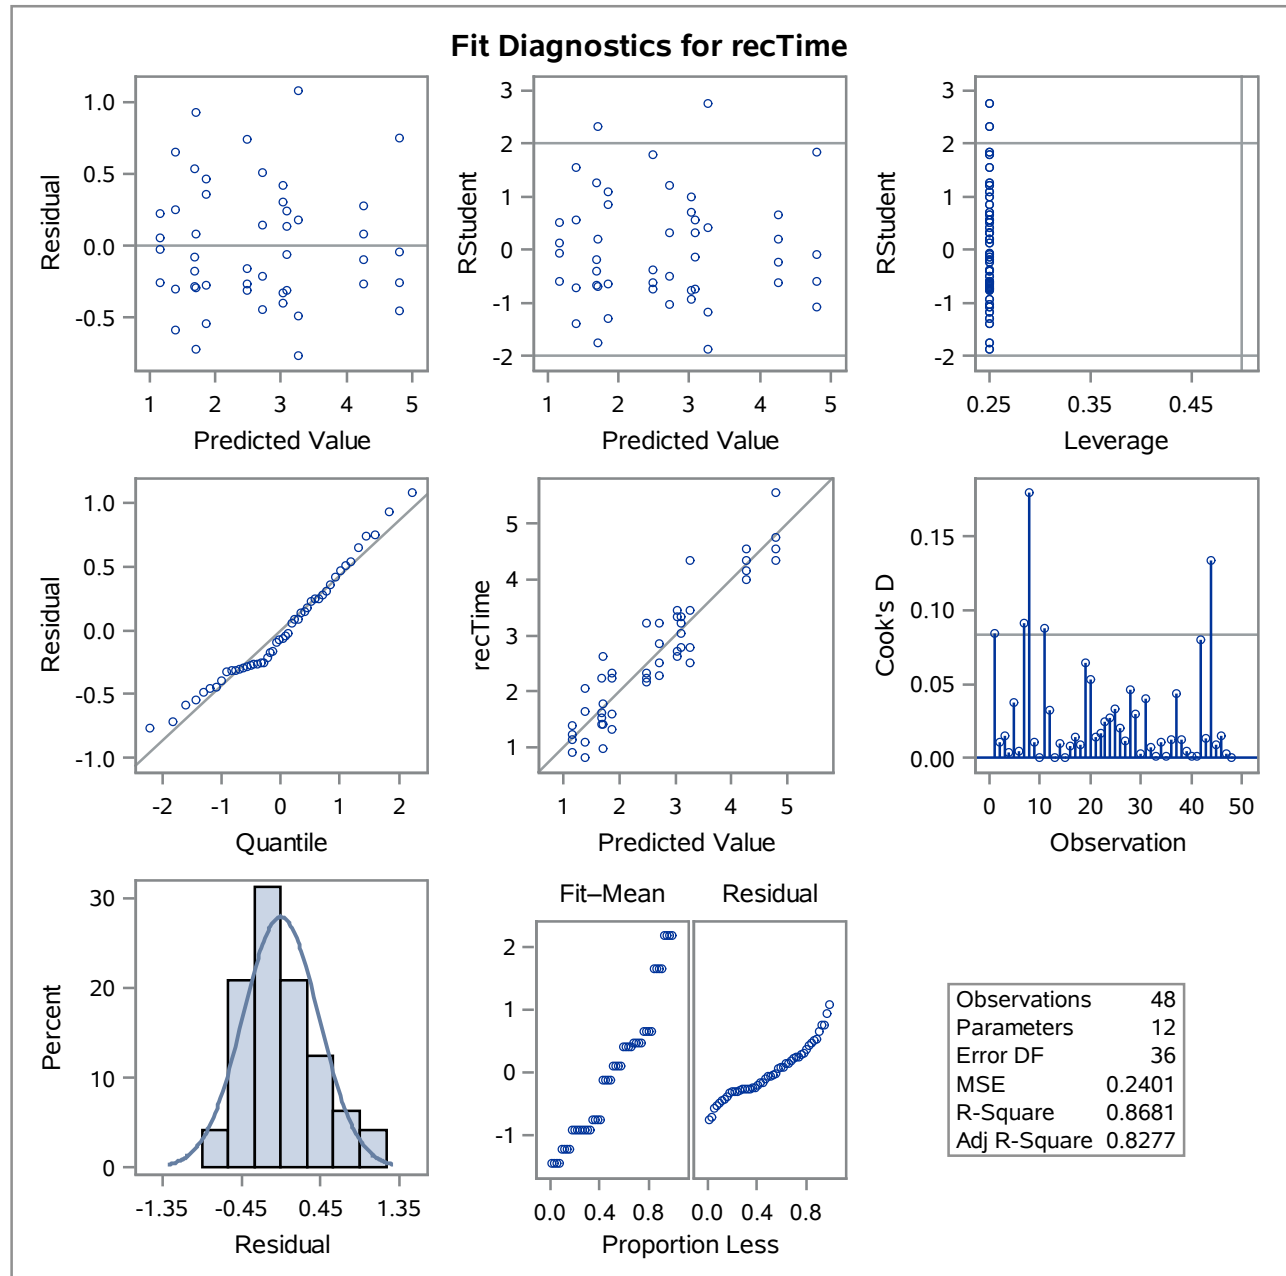 Fit Diagnostics for recTime
1.0
0.5
0.0
-0.5
Residual
1 2 3 4 5
Predicted Value
3
2
1
0
-1
-2
RStudent
1 2 3 4 5
Predicted Value
3
2
1
0
-1
-2
RStudent
0.25 0.35 0.45
Leverage
1.0
0.5
0.0
-0.5
-1.0
Residual
-2 -1 0 1 2
Quantile
5
4
3
2
1
recTime
1 2 3 4 5
Predicted Value
0.15
0.10
0.05
0.00
Cook's D
0 10 20 30 40 50
Observation
30
20
10
0
Percent
-1.35 -0.45 0.45 1.35
Residual
Fit–Mean Residual
2
1
0
-1
0.0 0.4 0.8 0.0 0.4 0.8
Proportion Less
Observations 48
Parameters 12
Error DF 36
MSE 0.2401
R-Square 0.8681
Adj R-Square 0.8277